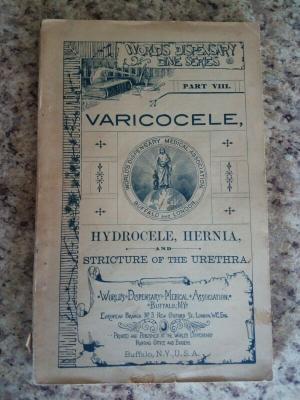 WORLD'S DISPENSARY
DIME SERIES
PART VIII.
VARICOCELE,
WORLD'S DISPENSARY MEDICAL ASSOCIATION
BUFFALO AND LONDON.
HYDROCELE, HERNIA,
AND
STRICTURE OF THE URETHRA.
WORLD'S DISPENSARY MEDICAL ASSOCIATION
BUFFALO, N.Y.
EUROPEAN BRANCH Nº 3 NEW OXFORD ST., LONDON, W.C. ENG.
PRINTED AND PUBLISHED AT THE WORLD'S DISPENSARY
PRINTING OFFICE AND BINDERY.
Buffalo, N.Y., U.S.A.